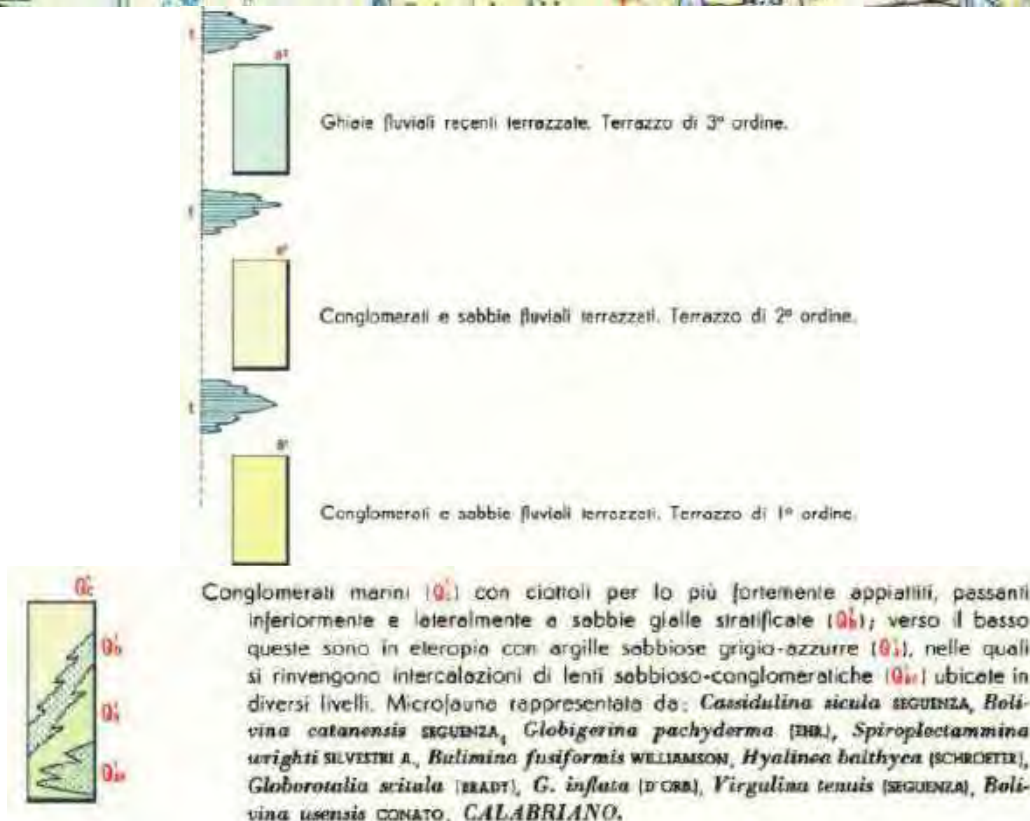 t
a³
Ghiaie fluviali recenti terrazzate. Terrazzo di 3° ordine.
t
a²
Conglomerati e sabbie fluviali terrazzati. Terrazzo di 2° ordine.
t
a¹
Conglomerati e sabbie fluviali terrazzati. Terrazzo di 1° ordine.
Conglomerati marini con ciottoli per lo più fortemente appiattiti, passanti
inferiormente e lateralmente a sabbie gialle stratificate verso il basso
queste sono in eteropia con argille sabbiose grigio-azzurre nelle quali
si rinvengono intercalazioni di lenti sabbioso-conglomeratiche ubicate in
diversi livelli. Microfauna rappresentata da: Cassidulina sicula SEGUENZA, Boli-
vina catanensis SEGUENZA, Globigerina pachyderma (EHR.), Spiroplectammina
wrighti SILVESTRI A., Bulimina fusiformis WILLIAMSON, Hyalinea balthyca (SCHROETER),
Globorotalia scitula (BRADY), G. inflata (D'ORB.), Virgulina tenuis (SEGUENZA), Boli-
vina usensis CONATO. CALABRIANO.